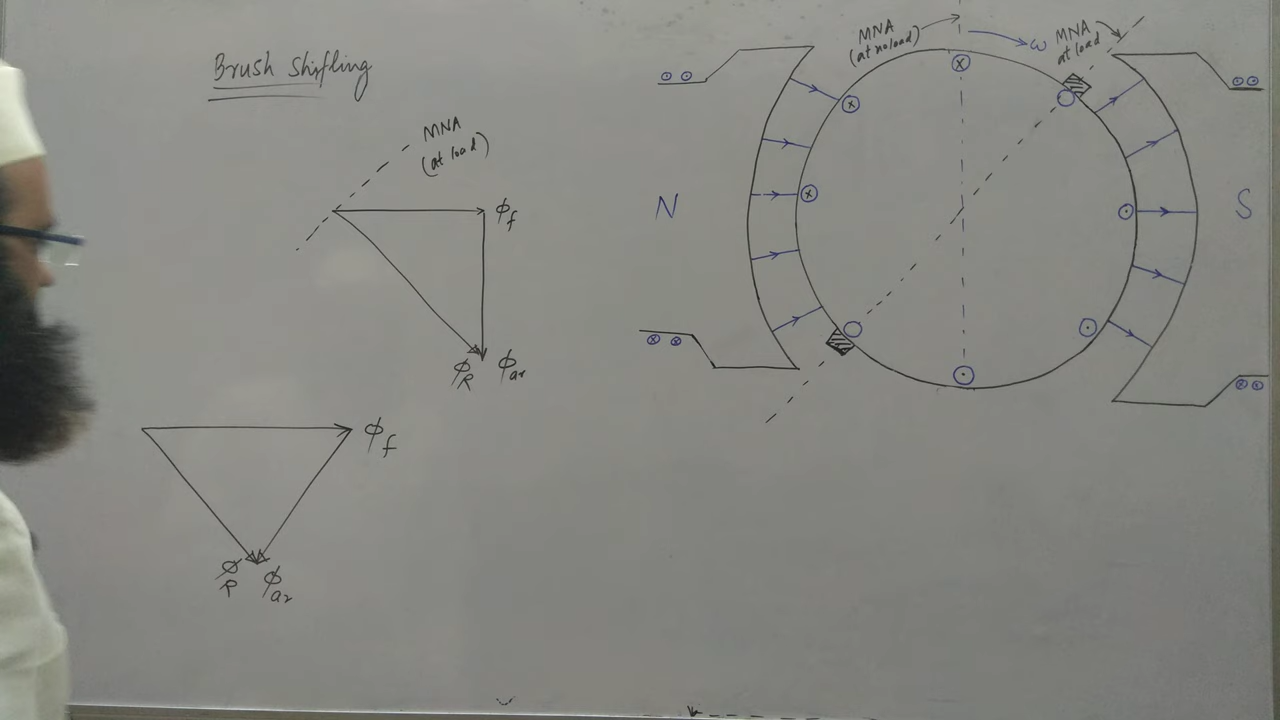 Brush Shifting
MNA
(at load)
ϕf
ϕR ϕar
ϕf
ϕR ϕar
MNA
(at no load)
ω
MNA
at load
N
S